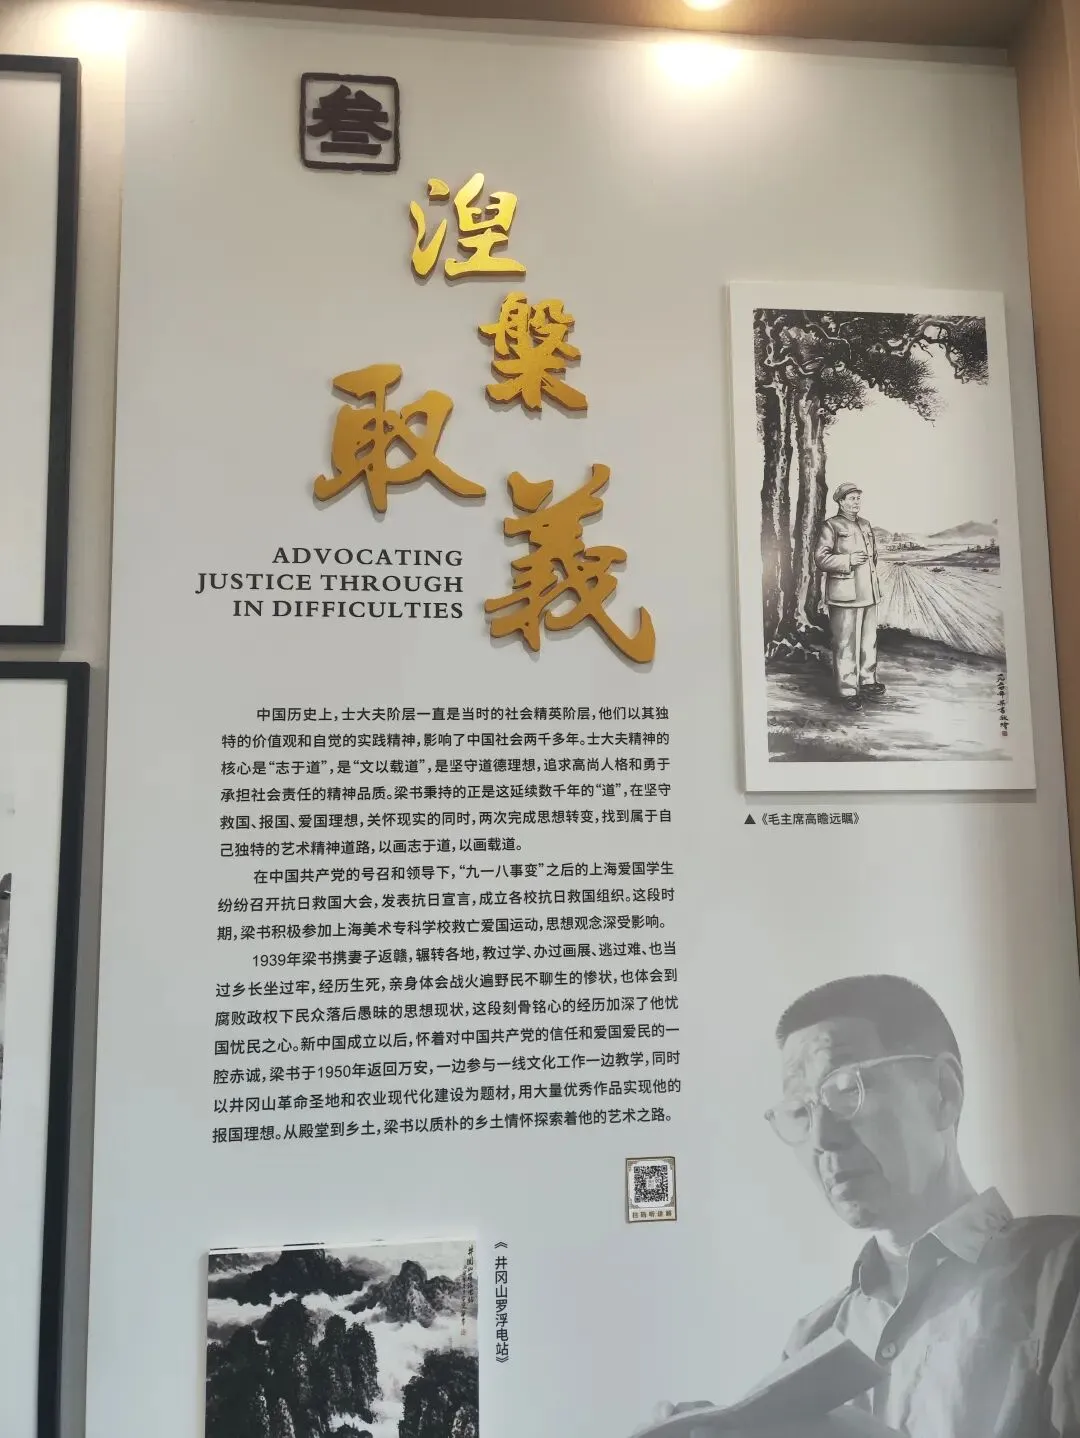 叁
涅槃
取義
ADVOCATING
JUSTICE THROUGH
IN DIFFICULTIES
中国历史上，士大夫阶层一直是当时的社会精英阶层，他们以其独
特的价值观和自觉的实践精神，影响了中国社会两千多年。士大夫精神的
核心是“志于道”，是“文以载道”，是坚守道德理想，追求高尚人格和勇于
承担社会责任的精神品质。梁书秉持的正是这延续数千年的“道”，在坚守
救国、报国、爱国理想，关怀现实的同时，两次完成思想转变，找到属于自
己独特的艺术精神道路，以画志于道，以画载道。
在中国共产党的号召和领导下，“九一八事变”之后的上海爱国学生
纷纷召开抗日救国大会，发表抗日宣言，成立各校抗日救国组织。这段时
期，梁书积极参加上海美术专科学校救亡爱国运动，思想观念深受影响。
1939年梁书携妻子返赣，辗转各地，教过学、办过画展、逃过难、也当
过乡长坐过牢，经历生死，亲身体会战火遍野民不聊生的惨状，也体会到
腐败政权下民众落后愚昧的思想现状，这段刻骨铭心的经历加深了他忧
国忧民之心。新中国成立以后，怀着对中国共产党的信任和爱国爱民的一
腔赤诚，梁书于1950年返回万安，一边参与一线文化工作一边教学，同时
以井冈山革命圣地和农业现代化建设为题材，用大量优秀作品实现他的
报国理想。从殿堂到乡土，梁书以质朴的乡土情怀探索着他的艺术之路。
▲《毛主席高瞻远瞩》
扫码听讲解
《井冈山罗浮电站》